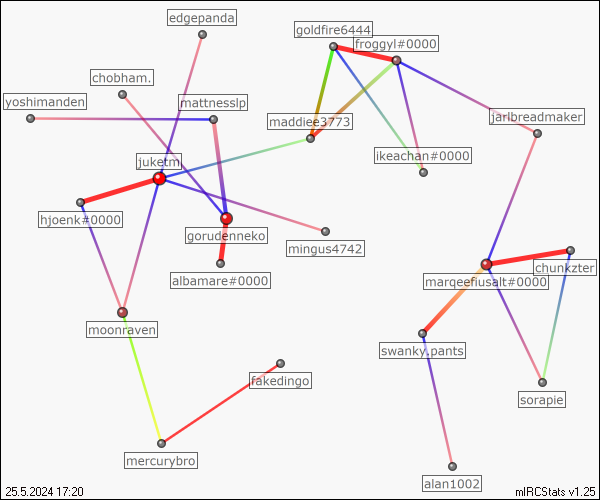 edgepanda
goldfire6444
froggyl#0000
chobham.
yoshimanden
mattnesslp
maddiee3773
jarlbreadmaker
juketm
ikeachan#0000
hjoenk#0000
gorudenneko
mingus4742
albamare#0000
chunkzter
marqeefiusalt#0000
moonraven
swanky.pants
fakedingo
sorapie
mercurybro
alan1002
25.5.2024 17:20
mIRCStats v1.25